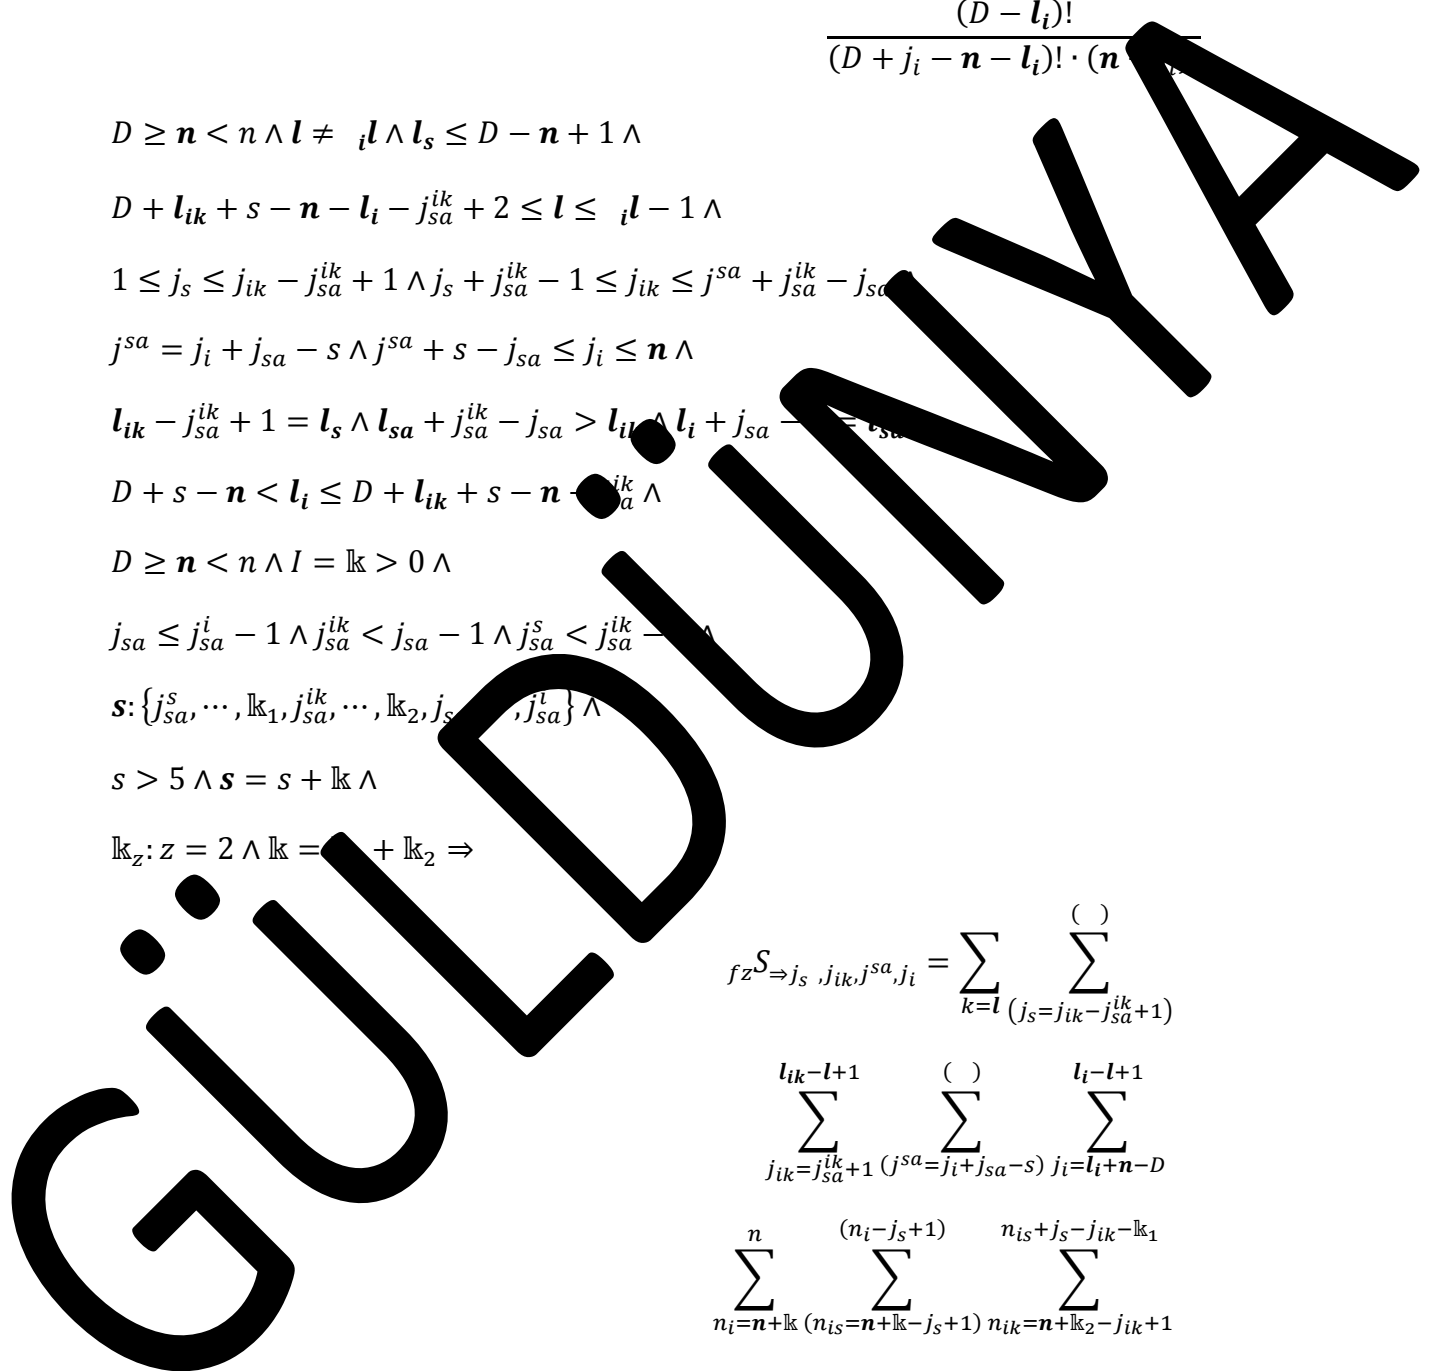 (D − l_i)!
(D + j_i − n − l_i)! · (n
D ≥ n < n ∧ l ≠ _il ∧ l_s ≤ D − n + 1 ∧
D + l_ik + s − n − l_i − j_sa^ik + 2 ≤ l ≤ _il − 1 ∧
1 ≤ j_s ≤ j_ik − j_sa^ik + 1 ∧ j_s + j_sa^ik − 1 ≤ j_ik ≤ j^sa + j_sa^ik − j_sa ∧
j^sa = j_i + j_sa − s ∧ j^sa + s − j_sa ≤ j_i ≤ n ∧
l_ik − j_sa^ik + 1 = l_s ∧ l_sa + j_sa^ik − j_sa > l_ik ∧ l_i + j_sa − = l_sa
D + s − n < l_i ≤ D + l_ik + s − n − ∧
D ≥ n < n ∧ I = 𝕜 > 0 ∧
j_sa ≤ j_sa^i − 1 ∧ j_sa^ik < j_sa − 1 ∧ j_sa^s < j_sa^ik − ∧
s: {j_sa^s, ⋯ , 𝕜_1, j_sa^ik, ⋯ , 𝕜_2, , j_sa^i} ∧
s > 5 ∧ s = s + 𝕜 ∧
𝕜_z: z = 2 ∧ 𝕜 = + 𝕜_2 ⇒
( )
_fzS_⇒j_s ,j_ik,j^sa,j_i = ∑ ∑
k=l (j_s=j_ik−j_sa^ik+1)
l_ik−l+1 ( ) l_i−l+1
∑ ∑ ∑
j_ik=j_sa^ik+1 (j^sa=j_i+j_sa−s) j_i=l_i+n−D
n (n_i−j_s+1) n_is+j_s−j_ik−𝕜_1
∑ ∑ ∑
n_i=n+𝕜 (n_is=n+𝕜−j_s+1) n_ik=n+𝕜_2−j_ik+1
GÜLDÜNYA